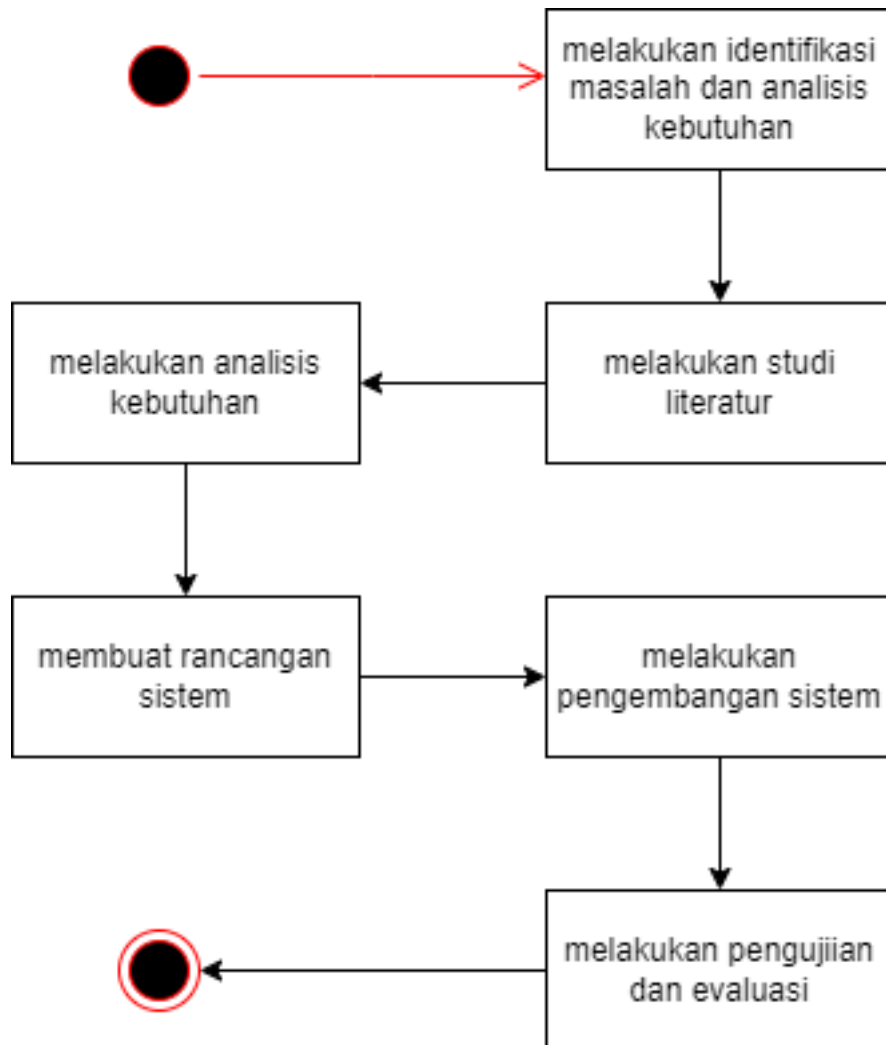 melakukan identifikasi
masalah dan analisis
kebutuhan
melakukan studi
literatur
melakukan analisis
kebutuhan
membuat rancangan
sistem
melakukan
pengembangan sistem
melakukan pengujiian
dan evaluasi